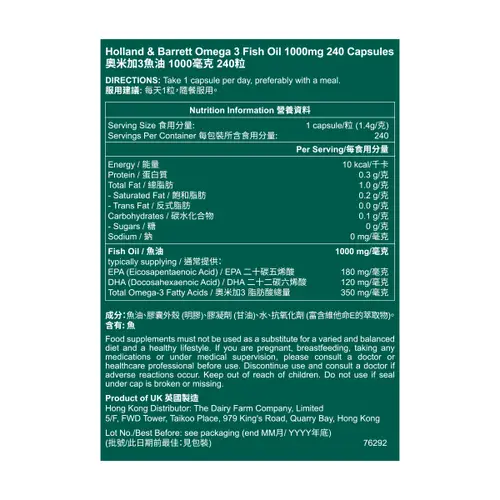 Holland & Barrett Omega 3 Fish Oil 1000mg 240 Capsules
奧米加3魚油 1000毫克 240粒
DIRECTIONS: Take 1 capsule per day, preferably with a meal.
服用建議: 每天1粒，隨餐服用。
Nutrition Information 營養資料
Serving Size 食用分量: 1 capsule/粒 (1.4g/克)
Servings Per Container 每包裝所含食用分量: 240
Per Serving/每食用分量
Energy / 能量 10 kcal/千卡
Protein / 蛋白質 0.3 g/克
Total Fat / 總脂肪 1.0 g/克
- Saturated Fat / 飽和脂肪 0.2 g/克
- Trans Fat / 反式脂肪 0.0 g/克
Carbohydrates / 碳水化合物 0.1 g/克
- Sugars / 糖 0 g/克
Sodium / 鈉 0 mg/毫克
Fish Oil / 魚油 1000 mg/毫克
typically supplying / 通常提供:
EPA (Eicosapentaenoic Acid) / EPA 二十碳五烯酸 180 mg/毫克
DHA (Docosahexaenoic Acid) / DHA 二十二碳六烯酸 120 mg/毫克
Total Omega-3 Fatty Acids / 奧米加3 脂肪酸總量 350 mg/毫克
成分: 魚油、膠囊外殼 (明膠)、膠凝劑 (甘油)、水、抗氧化劑 (富含維他命E的萃取物)。
含有: 魚
Food supplements must not be used as a substitute for a varied and balanced
diet and a healthy lifestyle. If you are pregnant, breastfeeding, taking any
medications or under medical supervision, please consult a doctor or
healthcare professional before use. Discontinue use and consult a doctor if
adverse reactions occur. Keep out of reach of children. Do not use if seal
under cap is broken or missing.
Product of UK 英國製造
Hong Kong Distributor: The Dairy Farm Company, Limited
5/F, FWD Tower, Taikoo Place, 979 King's Road, Quarry Bay, Hong Kong
Lot No./Best Before: see packaging (end MM月/ YYYY年底)
(批號/此日期前最佳：見包裝) 76292